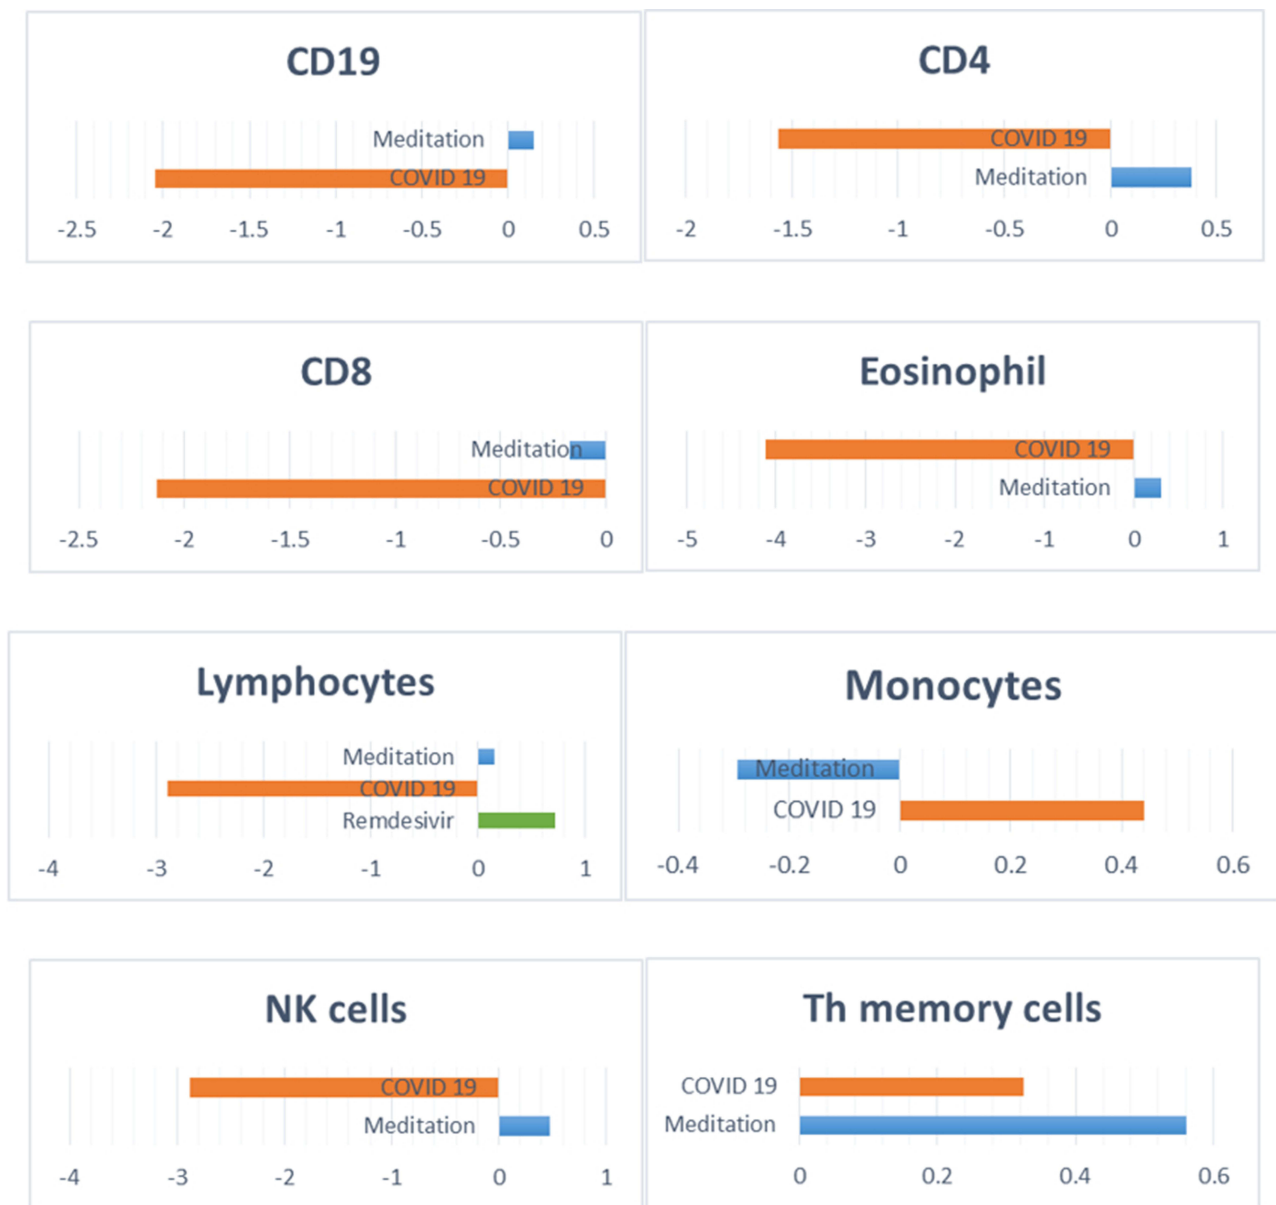 CD19
Meditation
COVID 19
-2.5 -2 -1.5 -1 -0.5 0 0.5
CD4
COVID 19
Meditation
-2 -1.5 -1 -0.5 0 0.5
CD8
Meditation
COVID 19
-2.5 -2 -1.5 -1 -0.5 0
Eosinophil
COVID 19
Meditation
-5 -4 -3 -2 -1 0 1
Lymphocytes
Meditation
COVID 19
Remdesivir
-4 -3 -2 -1 0 1
Monocytes
Meditation
COVID 19
-0.4 -0.2 0 0.2 0.4 0.6
NK cells
COVID 19
Meditation
-4 -3 -2 -1 0 1
Th memory cells
COVID 19
Meditation
0 0.2 0.4 0.6